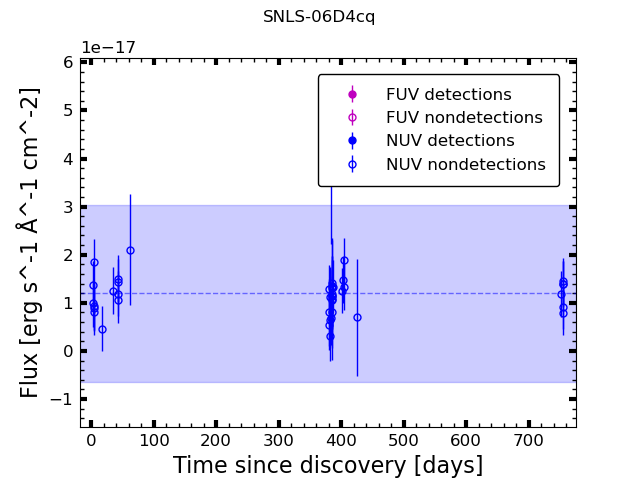 SNLS-06D4cq
1e−17
FUV detections
FUV nondetections
NUV detections
NUV nondetections
6
5
4
3
2
1
0
−1
Flux [erg s^-1 Å^-1 cm^-2]
0 100 200 300 400 500 600 700
Time since discovery [days]